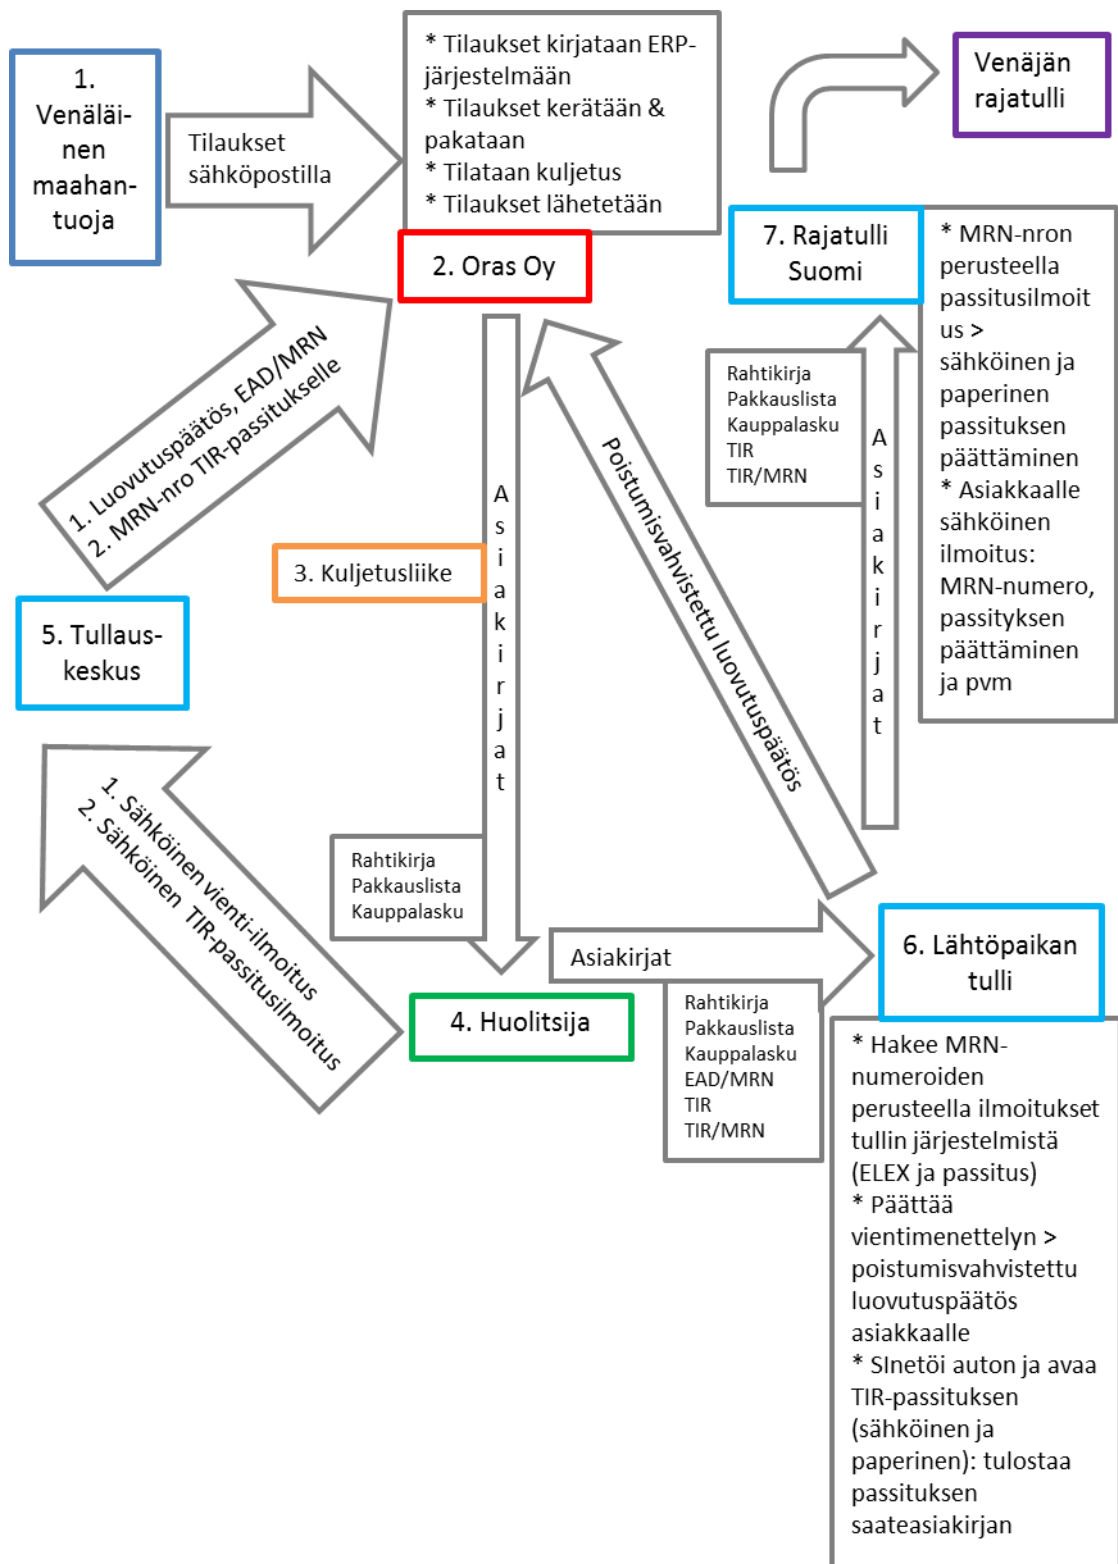 1.
Venäläi-
nen
maahan-
tuoja
Tilaukset
sähköpostilla
* Tilaukset kirjataan ERP-
järjestelmään
* Tilaukset kerätään &
pakataan
* Tilataan kuljetus
* Tilaukset lähetetään
2. Oras Oy
Venäjän
rajatulli
7. Rajatulli
Suomi
* MRN-nron
perusteella
passitusilmoit
us >
sähköinen ja
paperinen
passituksen
päättäminen
* Asiakkaalle
sähköinen
ilmoitus:
MRN-numero,
passityksen
päättäminen
ja pvm
Rahtikirja
Pakkauslista
Kauppalasku
TIR
TIR/MRN
Asiakirjat
1. Luovutuspäätös, EAD/MRN
2. MRN-nro TIR-passitukselle
Asiakirjat
3. Kuljetusliike
Poistumisvahvistettu luovutuspäätös
5. Tullaus-
keskus
1. Sähköinen vienti-ilmoitus
2. Sähköinen TIR-passitusilmoitus
Rahtikirja
Pakkauslista
Kauppalasku
4. Huolitsija
Asiakirjat
Rahtikirja
Pakkauslista
Kauppalasku
EAD/MRN
TIR
TIR/MRN
6. Lähtöpaikan
tulli
* Hakee MRN-
numeroiden
perusteella ilmoitukset
tullin järjestelmistä
(ELEX ja passitus)
* Päättää
vientimenettelyn >
poistumisvahvistettu
luovutuspäätös
asiakkaalle
* SInetöi auton ja avaa
TIR-passituksen
(sähköinen ja
paperinen): tulostaa
passituksen
saateasiakirjan